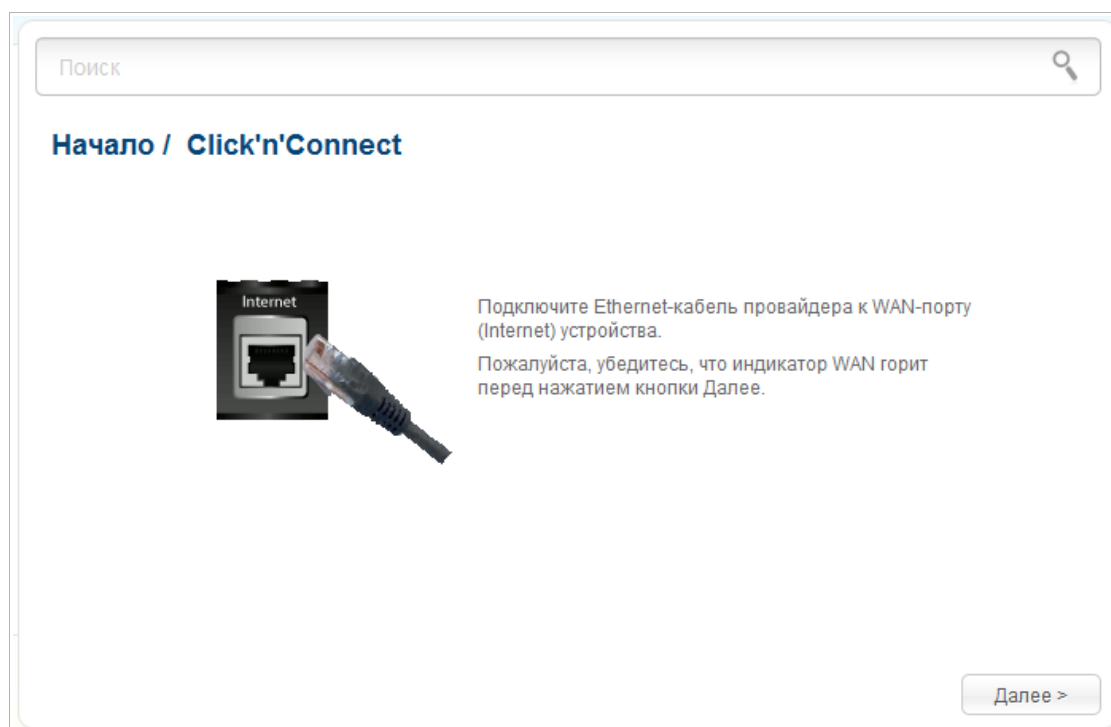 Поиск
Начало / Click'n'Connect
Internet
Подключите Ethernet-кабель провайдера к WAN-порту
(Internet) устройства.
Пожалуйста, убедитесь, что индикатор WAN горит
перед нажатием кнопки Далее.
Далее >